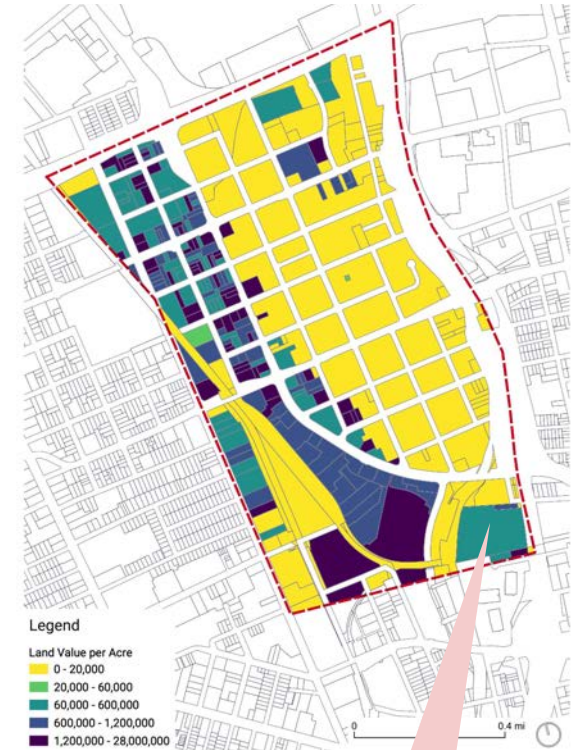 Legend
Land Value per Acre
0 - 20,000
20,000 - 60,000
60,000 - 600,000
600,000 - 1,200,000
1,200,000 - 28,000,000
0 0.4 mi